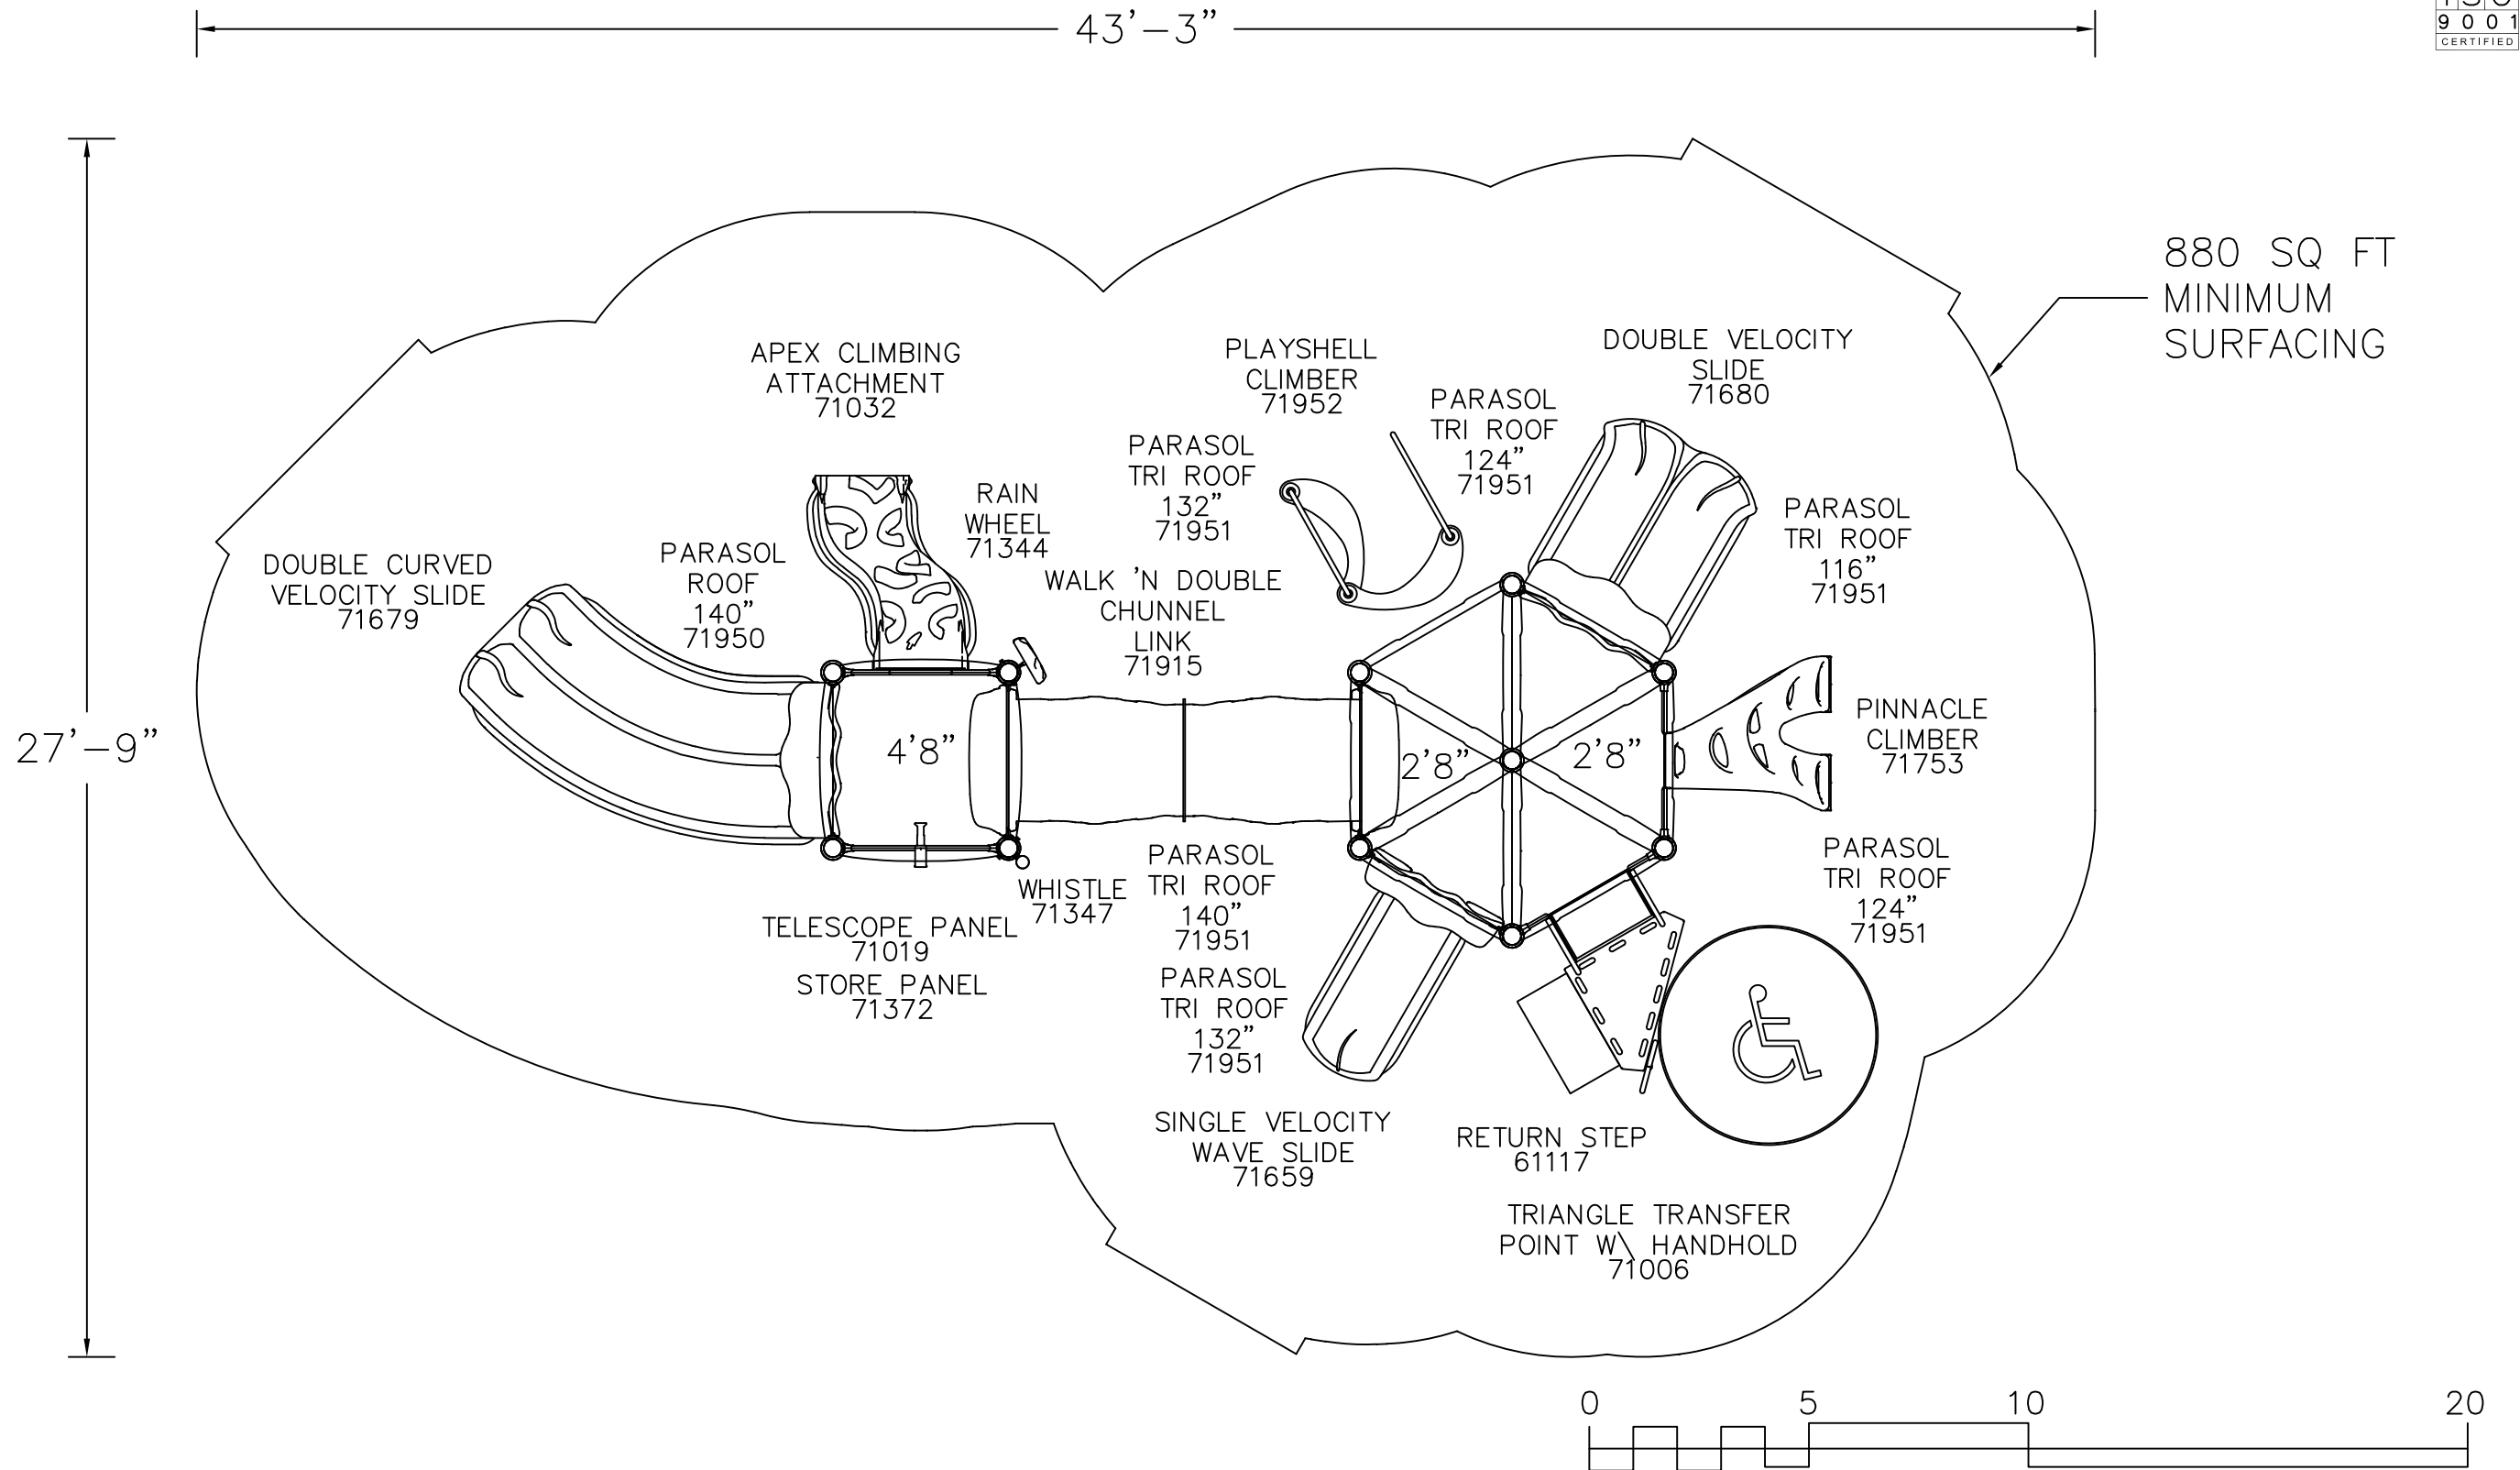 43'-3"
9 0 0 1
CERTIFIED
880 SQ FT
MINIMUM
SURFACING
27'-9"
APEX CLIMBING
ATTACHMENT
71032
PLAYSHELL
CLIMBER
71952
DOUBLE VELOCITY
SLIDE
71680
PARASOL
TRI ROOF
124"
71951
PARASOL
TRI ROOF
132"
71951
RAIN
WHEEL
71344
PARASOL
TRI ROOF
116"
71951
DOUBLE CURVED
VELOCITY SLIDE
71679
PARASOL
ROOF
140"
71950
WALK 'N DOUBLE
CHUNNEL
LINK
71915
PINNACLE
CLIMBER
71753
4'8"
2'8"
2'8"
PARASOL
TRI ROOF
124"
71951
WHISTLE
71347
PARASOL
TRI ROOF
140"
71951
TELESCOPE PANEL
71019
STORE PANEL
71372
PARASOL
TRI ROOF
132"
71951
SINGLE VELOCITY
WAVE SLIDE
71659
RETURN STEP
61117
TRIANGLE TRANSFER
POINT W\ HANDHOLD
71006
0 5 10 20